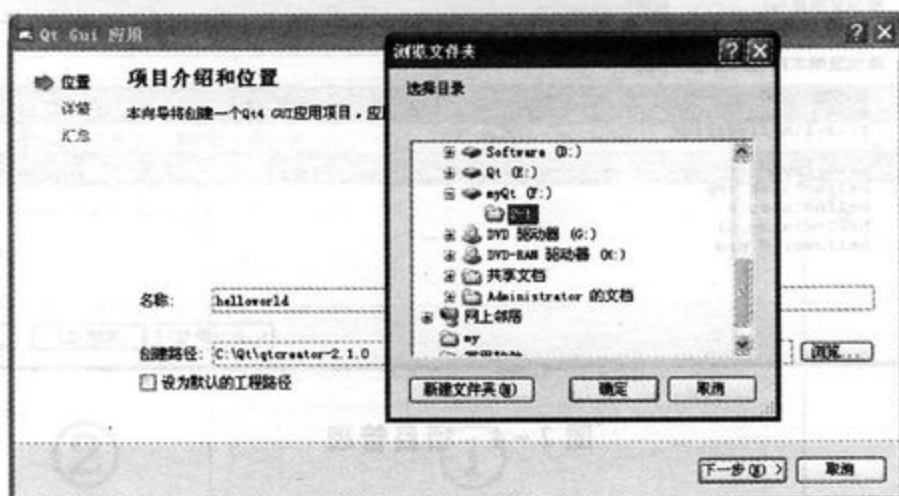 Qt Gui 应用
位置
详情
汇总
项目介绍和位置
本向导将创建一个Qt4 GUI应用项目，应
名称:
helloworld
创建路径:
C:\Qt\qtcreator-2.1.0
浏览...
设为默认的工程路径
下一步(N) >
取消
浏览文件夹
选择目录
Software (D:)
Qt (E:)
myQt (F:)
DVD 驱动器 (G:)
DVD-RAM 驱动器 (K:)
共享文档
Administrator 的文档
网上邻居
my
新建文件夹(M)
确定
取消